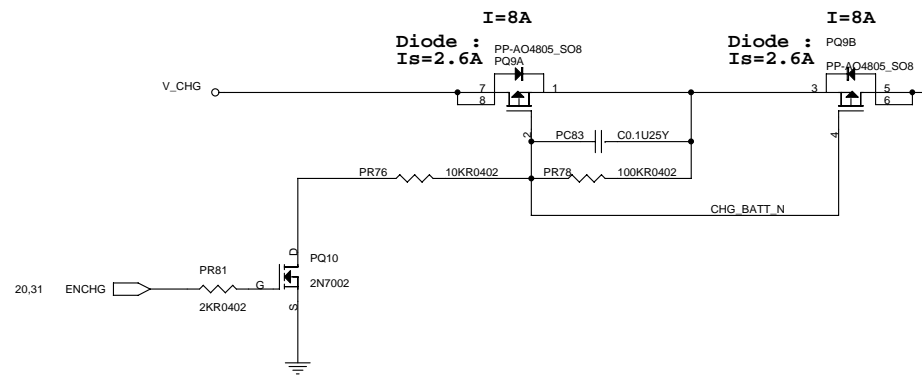 I=8A
I=8A
Diode :
Is=2.6A
PP-AO4805_SO8
PQ9A
Diode :
Is=2.6A
PQ9B
PP-AO4805_SO8
V_CHG
7
8
1
3
5
6
2
4
PC83
C0.1U25Y
PR76
10KR0402
PR78
100KR0402
CHG_BATT_N
D
PQ10
PR81
G
2N7002
20,31
ENCHG
2KR0402
S